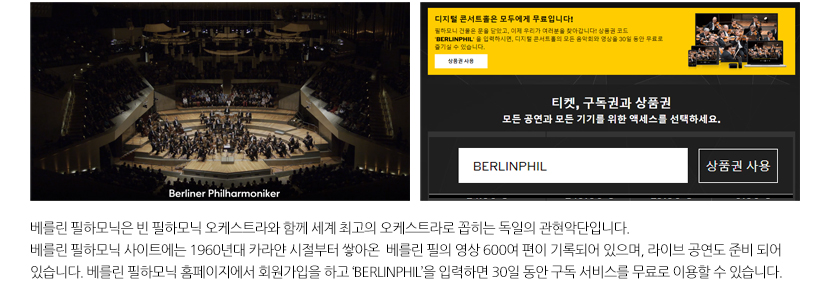 Berliner Philharmoniker
디지털 콘서트홀은 모두에게 무료입니다!
필하모니 건물은 문을 닫았고, 이제 우리가 여러분을 찾아갑니다! 상품권 코드
'BERLINPHIL' 을 입력하시면, 디지털 콘서트홀의 모든 음악회와 영상을 30일 동안 무료로
즐기실 수 있습니다.
상품권 사용
티켓, 구독권과 상품권
모든 공연과 모든 기기를 위한 액세스를 선택하세요.
BERLINPHIL
상품권 사용
베를린 필하모닉은 빈 필하모닉 오케스트라와 함께 세계 최고의 오케스트라로 꼽히는 독일의 관현악단입니다.
베를린 필하모닉 사이트에는 1960년대 카라얀 시절부터 쌓아온 베를린 필의 영상 600여 편이 기록되어 있으며, 라이브 공연도 준비 되어
있습니다. 베를린 필하모닉 홈페이지에서 회원가입을 하고 ‘BERLINPHIL’을 입력하면 30일 동안 구독 서비스를 무료로 이용할 수 있습니다.